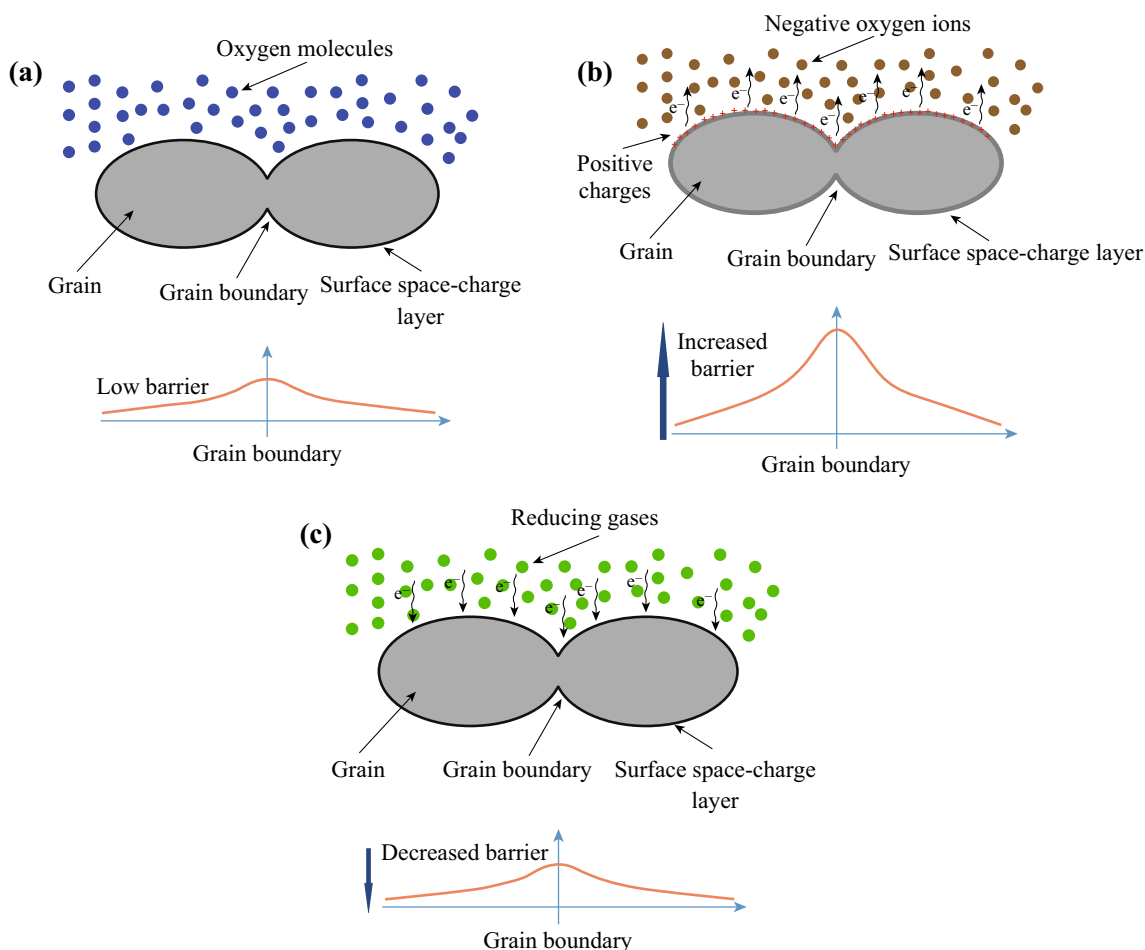 (a)
Oxygen molecules
Grain
Grain boundary
Surface space-charge
layer
Low barrier
Grain boundary
(b)
Negative oxygen ions
e⁻
e⁻
e⁻
e⁻
e⁻
e⁻
Positive
charges
Grain
Grain boundary
Surface space-charge layer
Increased
barrier
Grain boundary
(c)
Reducing gases
e⁻
e⁻
e⁻
e⁻
e⁻
e⁻
e⁻
Grain
Grain boundary
Surface space-charge
layer
Decreased barrier
Grain boundary